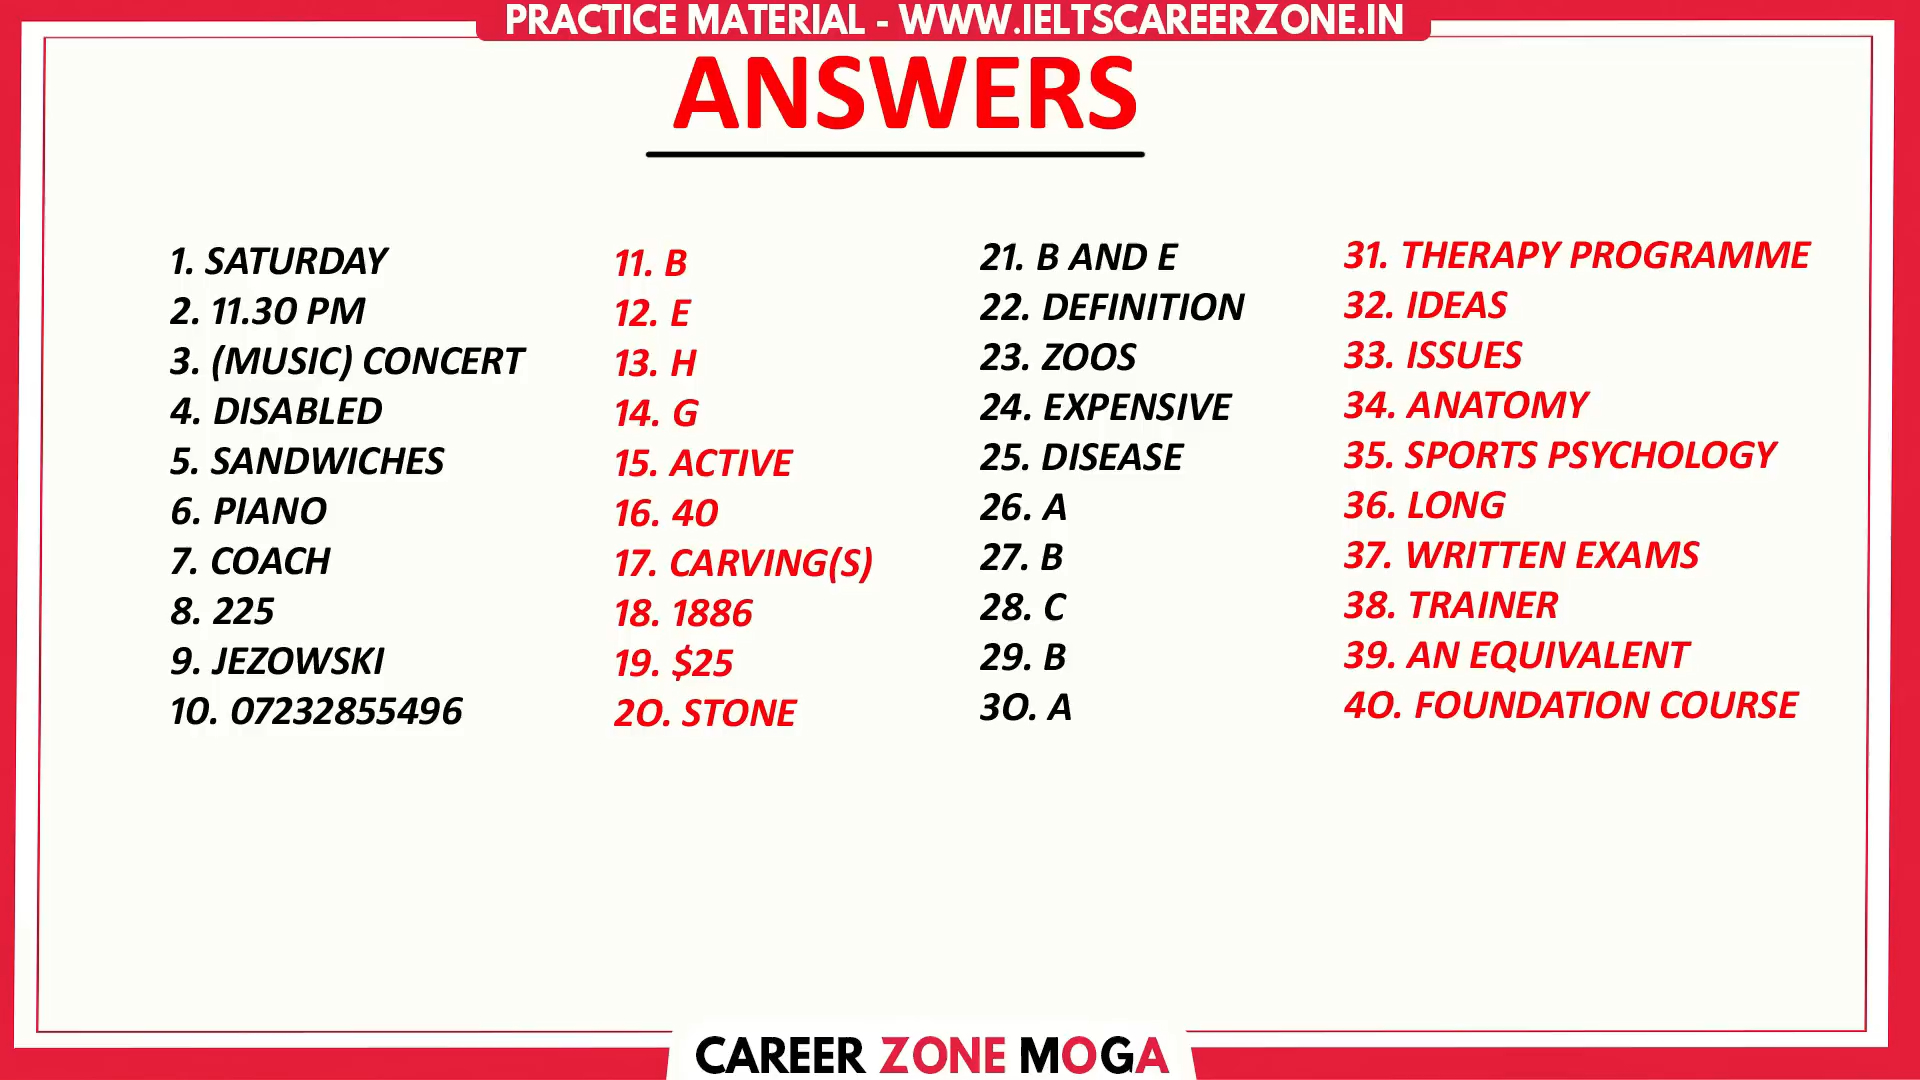 PRACTICE MATERIAL - WWW.IELTSCAREERZONE.IN
ANSWERS
1. SATURDAY
2. 11.30 PM
3. (MUSIC) CONCERT
4. DISABLED
5. SANDWICHES
6. PIANO
7. COACH
8. 225
9. JEZOWSKI
10. 07232855496
11. B
12. E
13. H
14. G
15. ACTIVE
16. 40
17. CARVING(S)
18. 1886
19. $25
20. STONE
21. B AND E
22. DEFINITION
23. ZOOS
24. EXPENSIVE
25. DISEASE
26. A
27. B
28. C
29. B
30. A
31. THERAPY PROGRAMME
32. IDEAS
33. ISSUES
34. ANATOMY
35. SPORTS PSYCHOLOGY
36. LONG
37. WRITTEN EXAMS
38. TRAINER
39. AN EQUIVALENT
40. FOUNDATION COURSE
CAREER ZONE MOGA